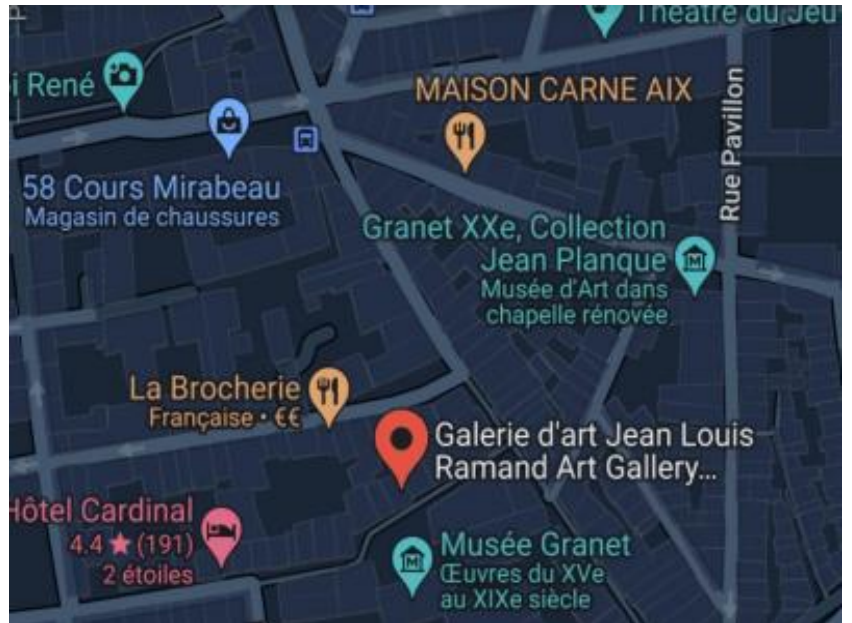 Théâtre du Jeu
i René
MAISON CARNE AIX
Rue Pavillon
58 Cours Mirabeau
Magasin de chaussures
Granet XXe, Collection
Jean Planque
Musée d'Art dans
chapelle rénovée
La Brocherie
Française • €€
Galerie d'art Jean Louis
Ramand Art Gallery...
Hôtel Cardinal
4.4 ★ (191)
2 étoiles
Musée Granet
Œuvres du XVe
au XIXe siècle